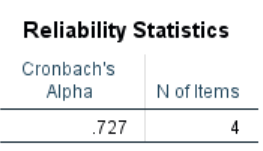 Reliability Statistics
Cronbach's
Alpha N of Items
.727 4